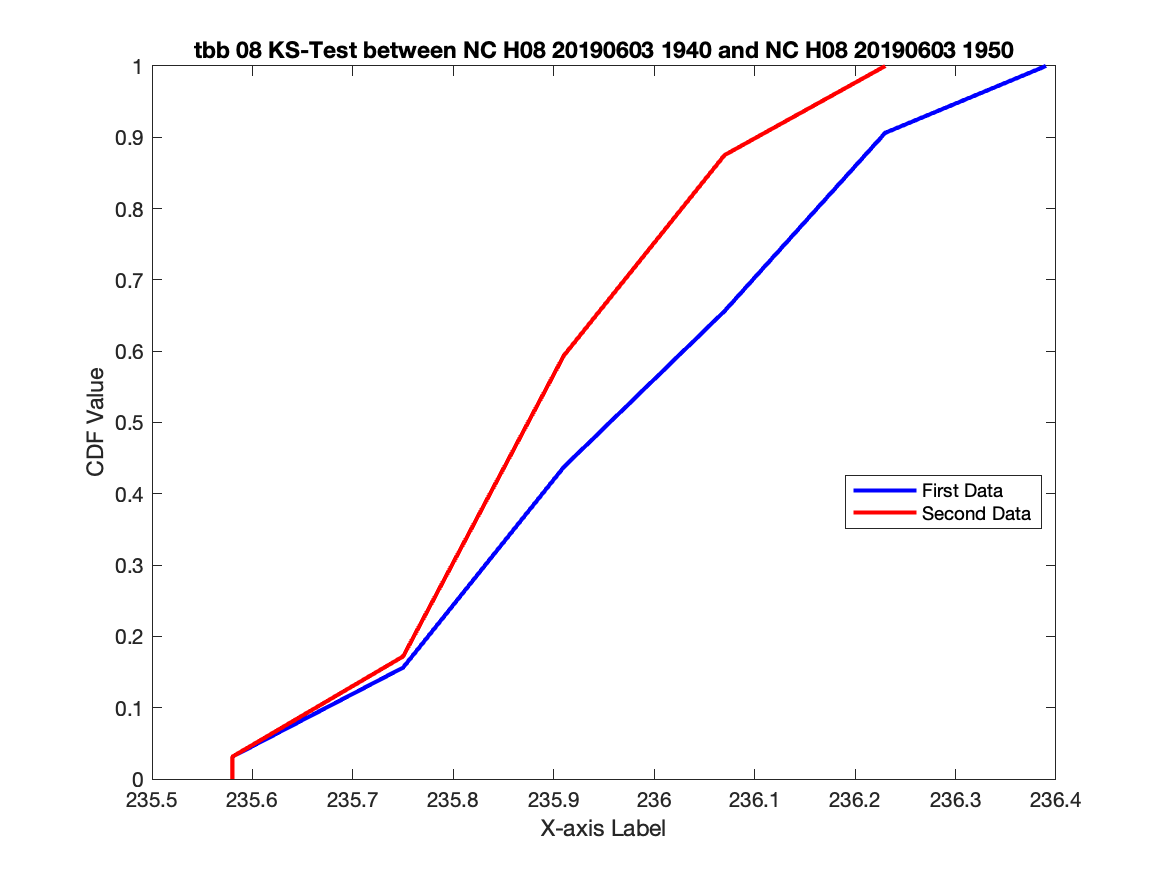 tbb 08 KS-Test between NC H08 20190603 1940 and NC H08 20190603 1950
1
0.9
0.8
0.7
0.6
0.5
0.4
0.3
0.2
0.1
0
CDF Value
First Data
Second Data
235.5 235.6 235.7 235.8 235.9 236 236.1 236.2 236.3 236.4
X-axis Label